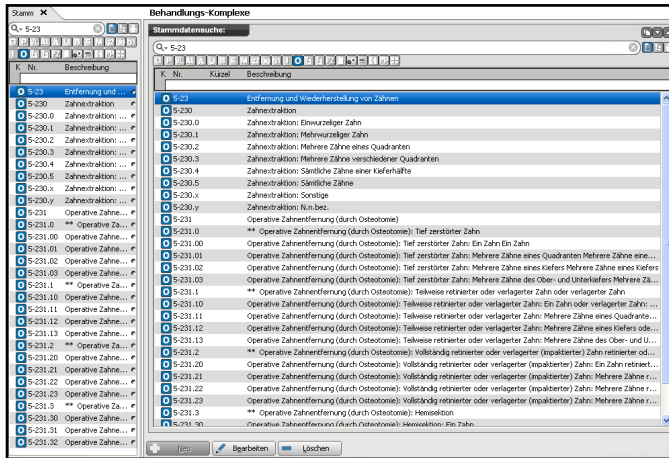 Stamm
5-23
K Nr. Beschreibung
5-23 Entfernung und ...
5-230 Zahnextraktion
5-230.0 Zahnextraktion: ...
5-230.1 Zahnextraktion: ...
5-230.2 Zahnextraktion: ...
5-230.3 Zahnextraktion: ...
5-230.4 Zahnextraktion: ...
5-230.5 Zahnextraktion: ...
5-230.x Zahnextraktion: ...
5-230.y Zahnextraktion: ...
5-231 Operative Zahne...
5-231.0 ** Operative Za...
5-231.00 Operative Zahne...
5-231.01 Operative Zahne...
5-231.02 Operative Zahne...
5-231.03 Operative Zahne...
5-231.1 ** Operative Za...
5-231.10 Operative Zahne...
5-231.11 Operative Zahne...
5-231.12 Operative Zahne...
5-231.13 Operative Zahne...
5-231.2 ** Operative Za...
5-231.20 Operative Zahne...
5-231.21 Operative Zahne...
5-231.22 Operative Zahne...
5-231.23 Operative Zahne...
5-231.3 ** Operative Za...
5-231.30 Operative Zahne...
5-231.31 Operative Zahne...
5-231.32 Operative Zahne...
Behandlungs-Komplexe
Stammdatensuche:
5-23
K Nr. Kürzel Beschreibung
5-23 Entfernung und Wiederherstellung von Zähnen
5-230 Zahnextraktion
5-230.0 Zahnextraktion: Einwurzeliger Zahn
5-230.1 Zahnextraktion: Mehrwurzeliger Zahn
5-230.2 Zahnextraktion: Mehrere Zähne eines Quadranten
5-230.3 Zahnextraktion: Mehrere Zähne verschiedener Quadranten
5-230.4 Zahnextraktion: Sämtliche Zähne einer Kieferhälfte
5-230.5 Zahnextraktion: Sämtliche Zähne
5-230.x Zahnextraktion: Sonstige
5-230.y Zahnextraktion: N.n.bez.
5-231 Operative Zahnentfernung (durch Osteotomie)
5-231.0 ** Operative Zahnentfernung (durch Osteotomie): Tief zerstörter Zahn
5-231.00 Operative Zahnentfernung (durch Osteotomie): Tief zerstörter Zahn: Ein Zahn Ein Zahn
5-231.01 Operative Zahnentfernung (durch Osteotomie): Tief zerstörter Zahn: Mehrere Zähne eines Quadranten Mehrere Zähne eine...
5-231.02 Operative Zahnentfernung (durch Osteotomie): Tief zerstörter Zahn: Mehrere Zähne eines Kiefers Mehrere Zähne eines Kiefers
5-231.03 Operative Zahnentfernung (durch Osteotomie): Tief zerstörter Zahn: Mehrere Zähne des Ober- und Unterkiefers Mehrere Zä...
5-231.1 ** Operative Zahnentfernung (durch Osteotomie): Teilweise retinierter oder verlagerter Zahn oder verlagerter Zahn
5-231.10 Operative Zahnentfernung (durch Osteotomie): Teilweise retinierter oder verlagerter Zahn: Ein Zahn oder verlagerter Zahn: ...
5-231.11 Operative Zahnentfernung (durch Osteotomie): Teilweise retinierter oder verlagerter Zahn: Mehrere Zähne eines Quadrante...
5-231.12 Operative Zahnentfernung (durch Osteotomie): Teilweise retinierter oder verlagerter Zahn: Mehrere Zähne eines Kiefers ode...
5-231.13 Operative Zahnentfernung (durch Osteotomie): Teilweise retinierter oder verlagerter Zahn: Mehrere Zähne des Ober- und U...
5-231.2 ** Operative Zahnentfernung (durch Osteotomie): Vollständig retinierter oder verlagerter (impaktierter) Zahn retinierter od...
5-231.20 Operative Zahnentfernung (durch Osteotomie): Vollständig retinierter oder verlagerter (impaktierter) Zahn: Ein Zahn retiniert...
5-231.21 Operative Zahnentfernung (durch Osteotomie): Vollständig retinierter oder verlagerter (impaktierter) Zahn: Mehrere Zähne r...
5-231.22 Operative Zahnentfernung (durch Osteotomie): Vollständig retinierter oder verlagerter (impaktierter) Zahn: Mehrere Zähne r...
5-231.23 Operative Zahnentfernung (durch Osteotomie): Vollständig retinierter oder verlagerter (impaktierter) Zahn: Mehrere Zähne r...
5-231.3 ** Operative Zahnentfernung (durch Osteotomie): Hemisektion
5-231.30 Operative Zahnentfernung (durch Osteotomie): Hemisektion: Ein Zahn
Neu Bearbeiten Löschen